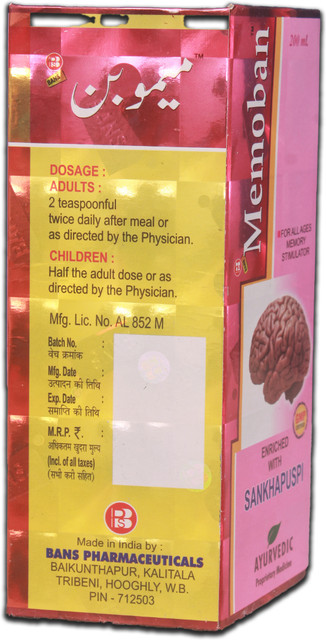 BS
BANS
میموبن™
DOSAGE :
ADULTS :
2 teaspoonful
twice daily after meal or
as directed by the Physician.
CHILDREN :
Half the adult dose or as
directed by the Physician.
Mfg. Lic. No. AL 852 M
Batch No. :
बैच क्रमांक
Mfg. Date :
उत्पादन की तिथि
Exp. Date :
समाप्ति की तिथि
M.R.P. ₹. :
अधिकतम खुदरा मूल्य
(Incl. of all taxes)
(सभी करों सहित)
BS
Made in India by :
BANS PHARMACEUTICALS
BAIKUNTHAPUR, KALITALA
TRIBENI, HOOGHLY, W.B.
PIN - 712503
200 mL
Memoban
FOR ALL AGES
MEMORY
STIMULATOR
ENRICHED
WITH
SANKHAPUSPI
AYURVEDIC
Proprietary Medicine